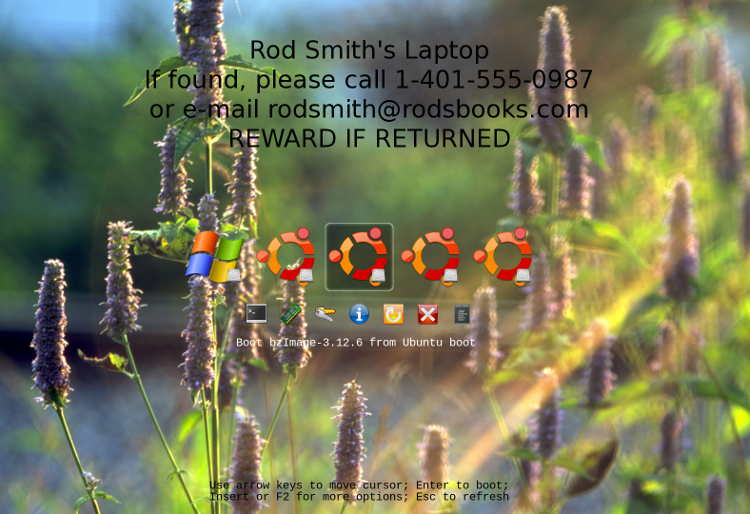 Rod Smith's Laptop
If found, please call 1-401-555-0987
or e-mail rodsmith@rodsbooks.com
REWARD IF RETURNED
Boot bzImage-3.12.6 from Ubuntu boot
Use arrow keys to move cursor; Enter to boot;
Insert or F2 for more options; Esc to refresh